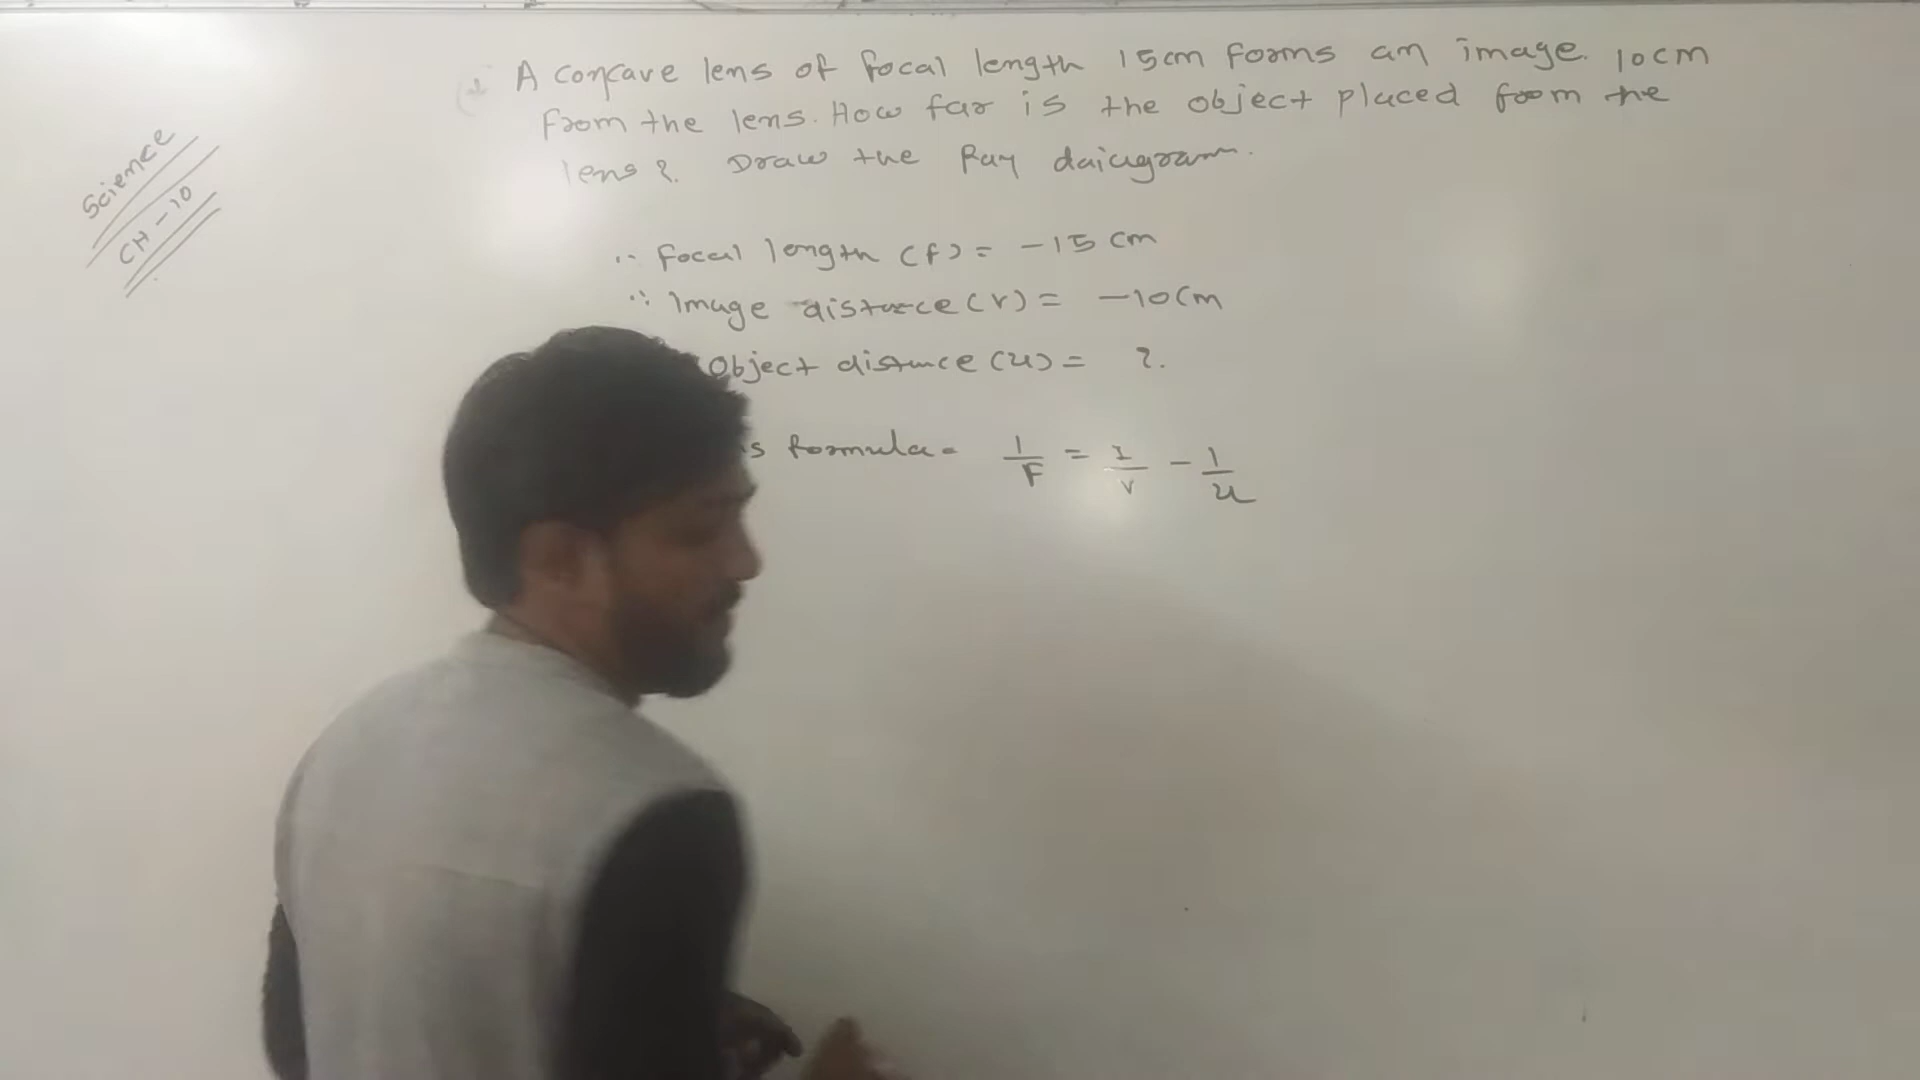 A concave lens of focal length 15cm forms an image 10cm
from the lens. How far is the object placed from the
lens?. Draw the Ray daiagram.
Science
CH-10
∵ focal length (f) = -15 cm
∵ Image distance (v) = -10cm
Object distance (u) = ?.
s formula = 1/F = 1/v - 1/u